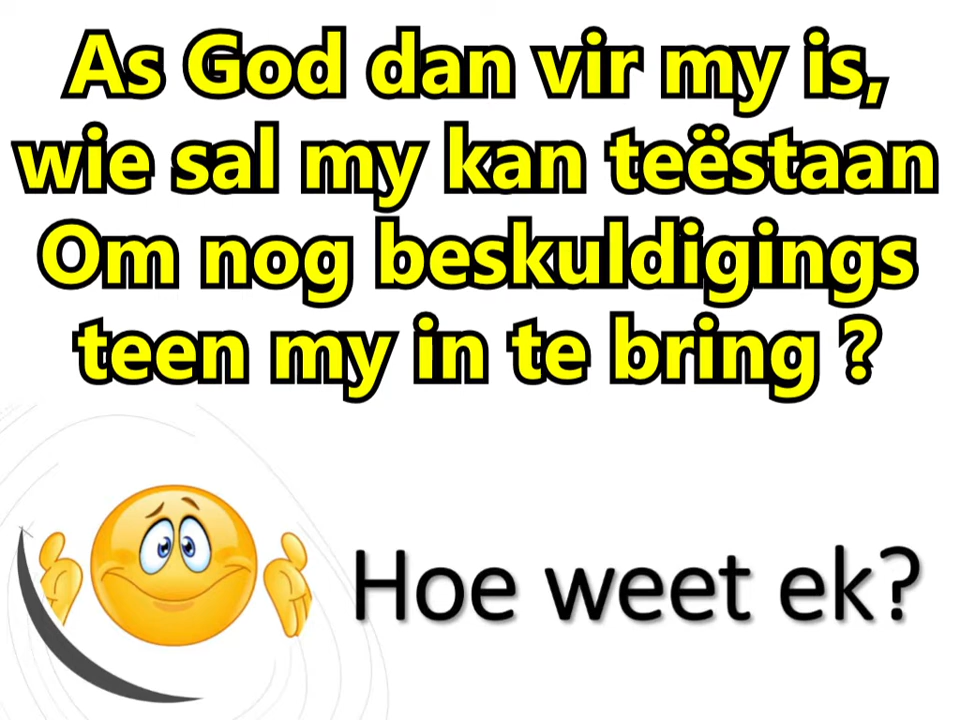 As God dan vir my is,
wie sal my kan teëstaan
Om nog beskuldigings
teen my in te bring ?
Hoe weet ek?